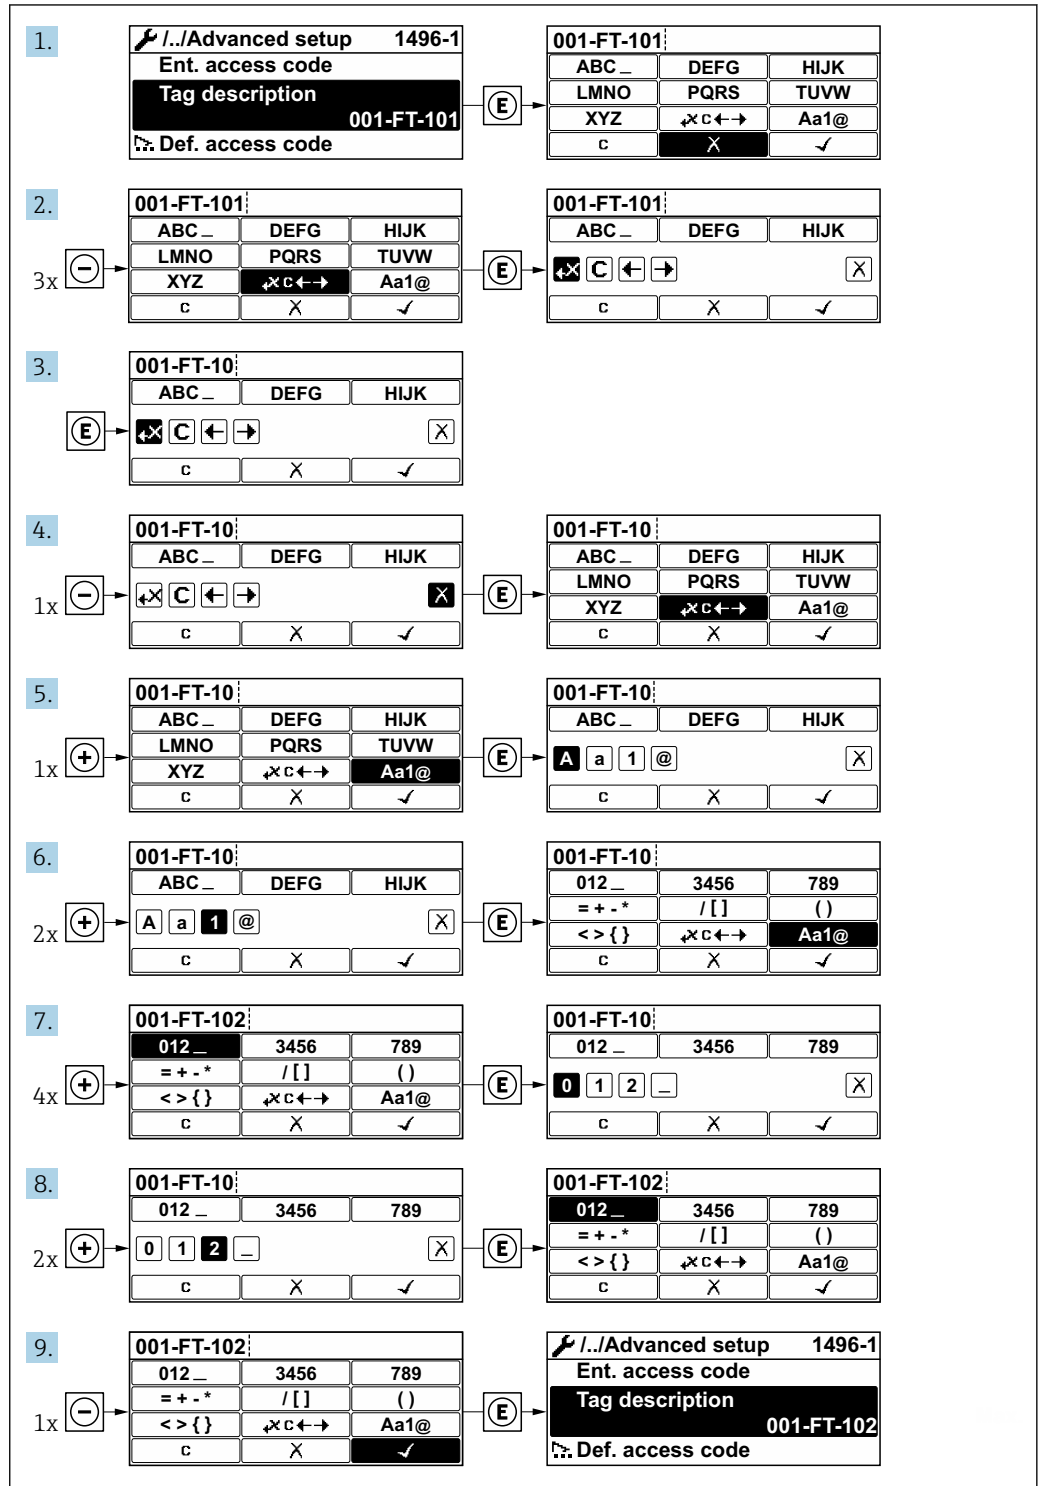 1.
/../Advanced setup 1496-1
Ent. access code
Tag description
001-FT-101
Def. access code
E
001-FT-101
ABC_ DEFG HIJK
LMNO PQRS TUVW
XYZ ↲✕C←→ Aa1@
C ✕ ✓
2.
3x −
001-FT-101
ABC_ DEFG HIJK
LMNO PQRS TUVW
XYZ ↲✕C←→ Aa1@
C ✕ ✓
E
001-FT-101
ABC_ DEFG HIJK
↲✕ C ← → ✕
C ✕ ✓
3.
E
001-FT-10
ABC_ DEFG HIJK
↲✕ C ← → ✕
C ✕ ✓
4.
1x −
001-FT-10
ABC_ DEFG HIJK
↲✕ C ← → ✕
C ✕ ✓
E
001-FT-10
ABC_ DEFG HIJK
LMNO PQRS TUVW
XYZ ↲✕C←→ Aa1@
C ✕ ✓
5.
1x +
001-FT-10
ABC_ DEFG HIJK
LMNO PQRS TUVW
XYZ ↲✕C←→ Aa1@
C ✕ ✓
E
001-FT-10
ABC_ DEFG HIJK
A a 1 @ ✕
C ✕ ✓
6.
2x +
001-FT-10
ABC_ DEFG HIJK
A a 1 @ ✕
C ✕ ✓
E
001-FT-10
012_ 3456 789
= + - * / [ ] ( )
< > { } ↲✕C←→ Aa1@
C ✕ ✓
7.
4x +
001-FT-102
012_ 3456 789
= + - * / [ ] ( )
< > { } ↲✕C←→ Aa1@
C ✕ ✓
E
001-FT-10
012_ 3456 789
0 1 2 _ ✕
C ✕ ✓
8.
2x +
001-FT-10
012_ 3456 789
0 1 2 _ ✕
C ✕ ✓
E
001-FT-102
012_ 3456 789
= + - * / [ ] ( )
< > { } ↲✕C←→ Aa1@
C ✕ ✓
9.
1x −
001-FT-102
012_ 3456 789
= + - * / [ ] ( )
< > { } ↲✕C←→ Aa1@
C ✕ ✓
E
/../Advanced setup 1496-1
Ent. access code
Tag description
001-FT-102
Def. access code